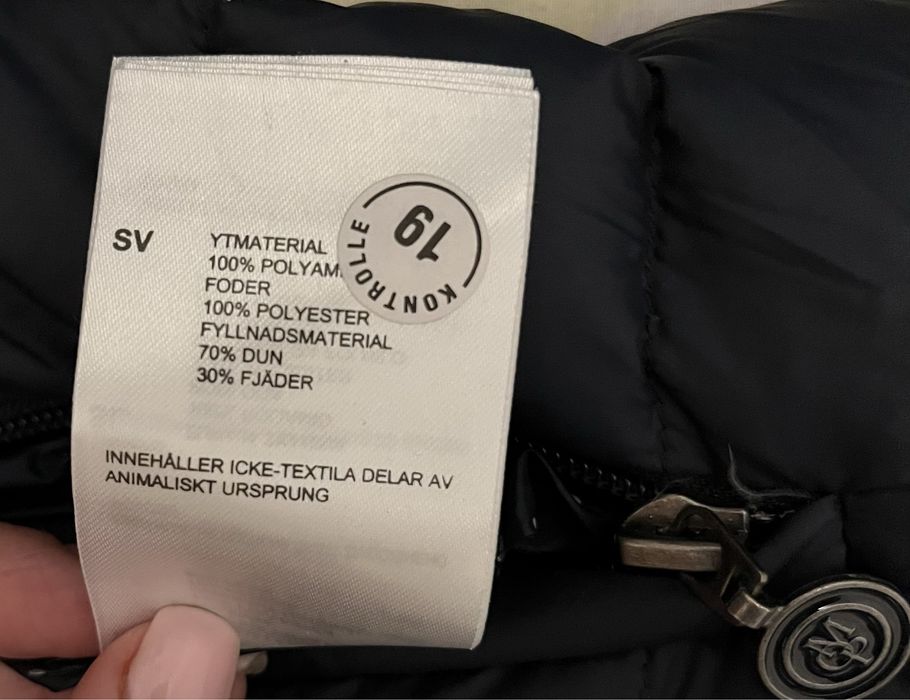 SV
YTMATERIAL
100% POLYAM
FODER
100% POLYESTER
FYLLNADSMATERIAL
70% DUN
30% FJÄDER
INNEHÅLLER ICKE-TEXTILA DELAR AV
ANIMALISKT URSPRUNG
19
KONTROLLE